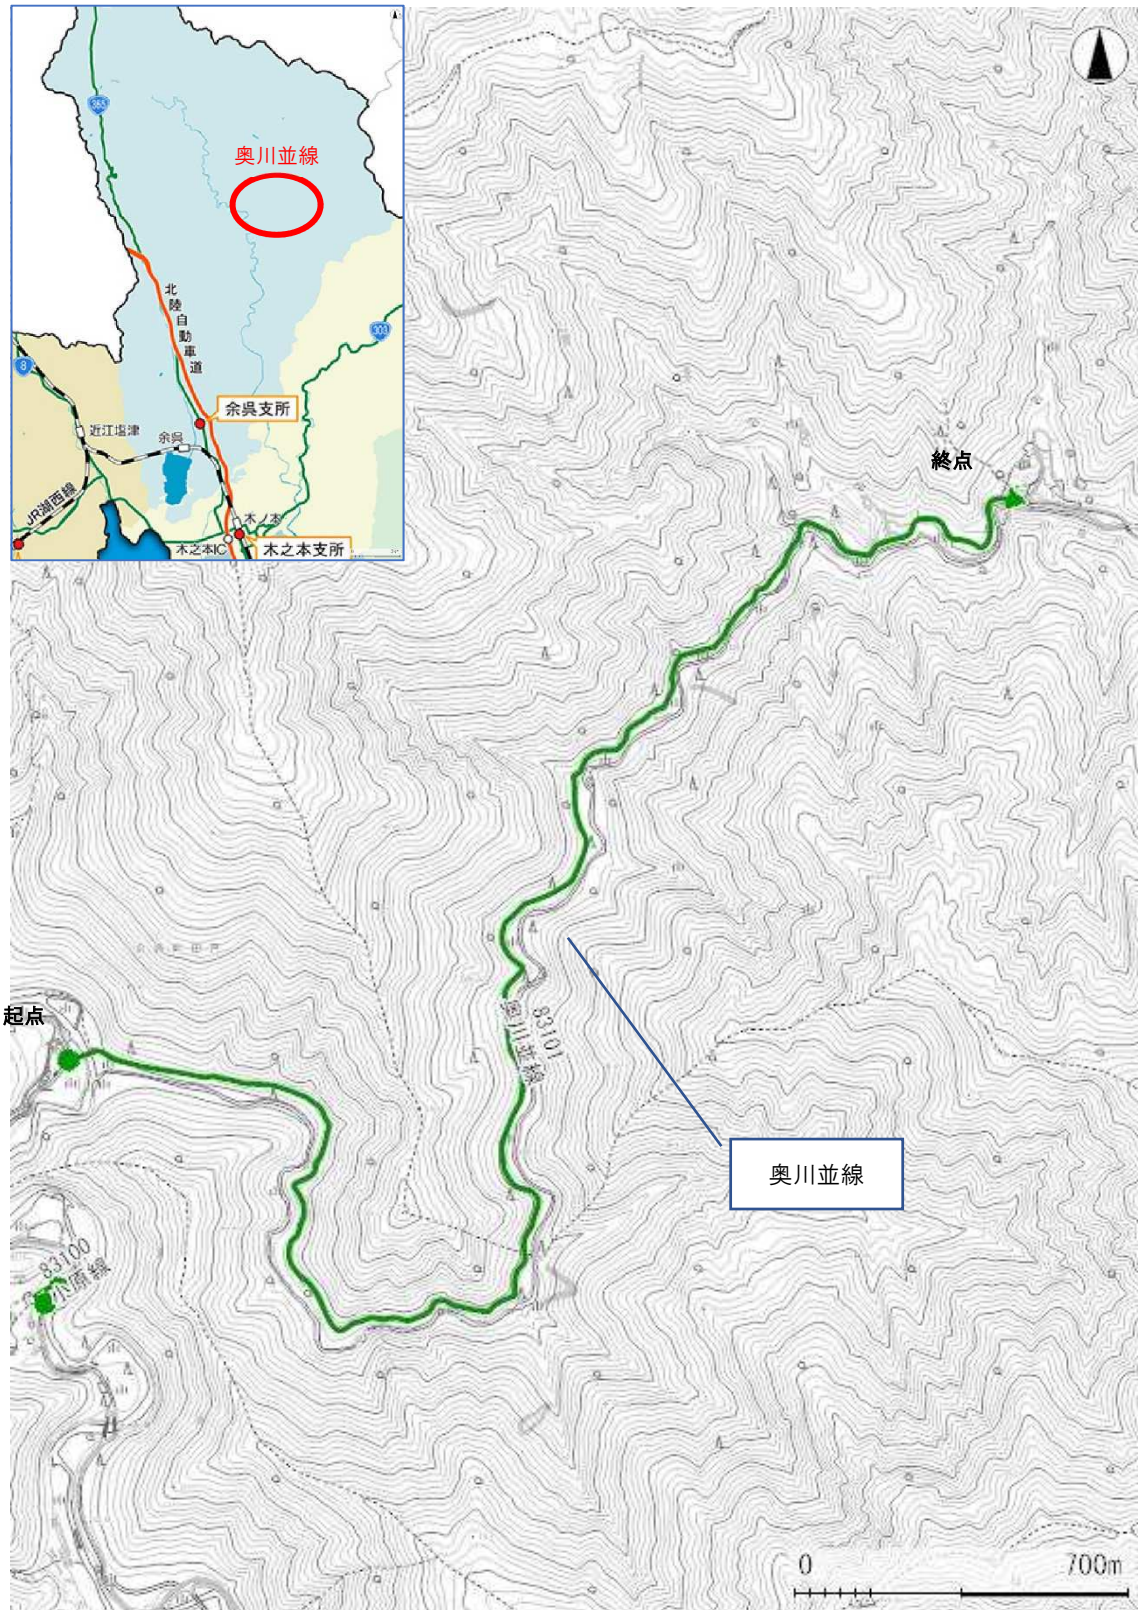 365
奥川並線
北陸自動車道
303
8
余呉支所
近江塩津
余呉
JR湖西線
木ノ本
木之本IC
木之本支所
終点
起点
83101
奥川並線
奥川並線
83100
小原線
0 700m